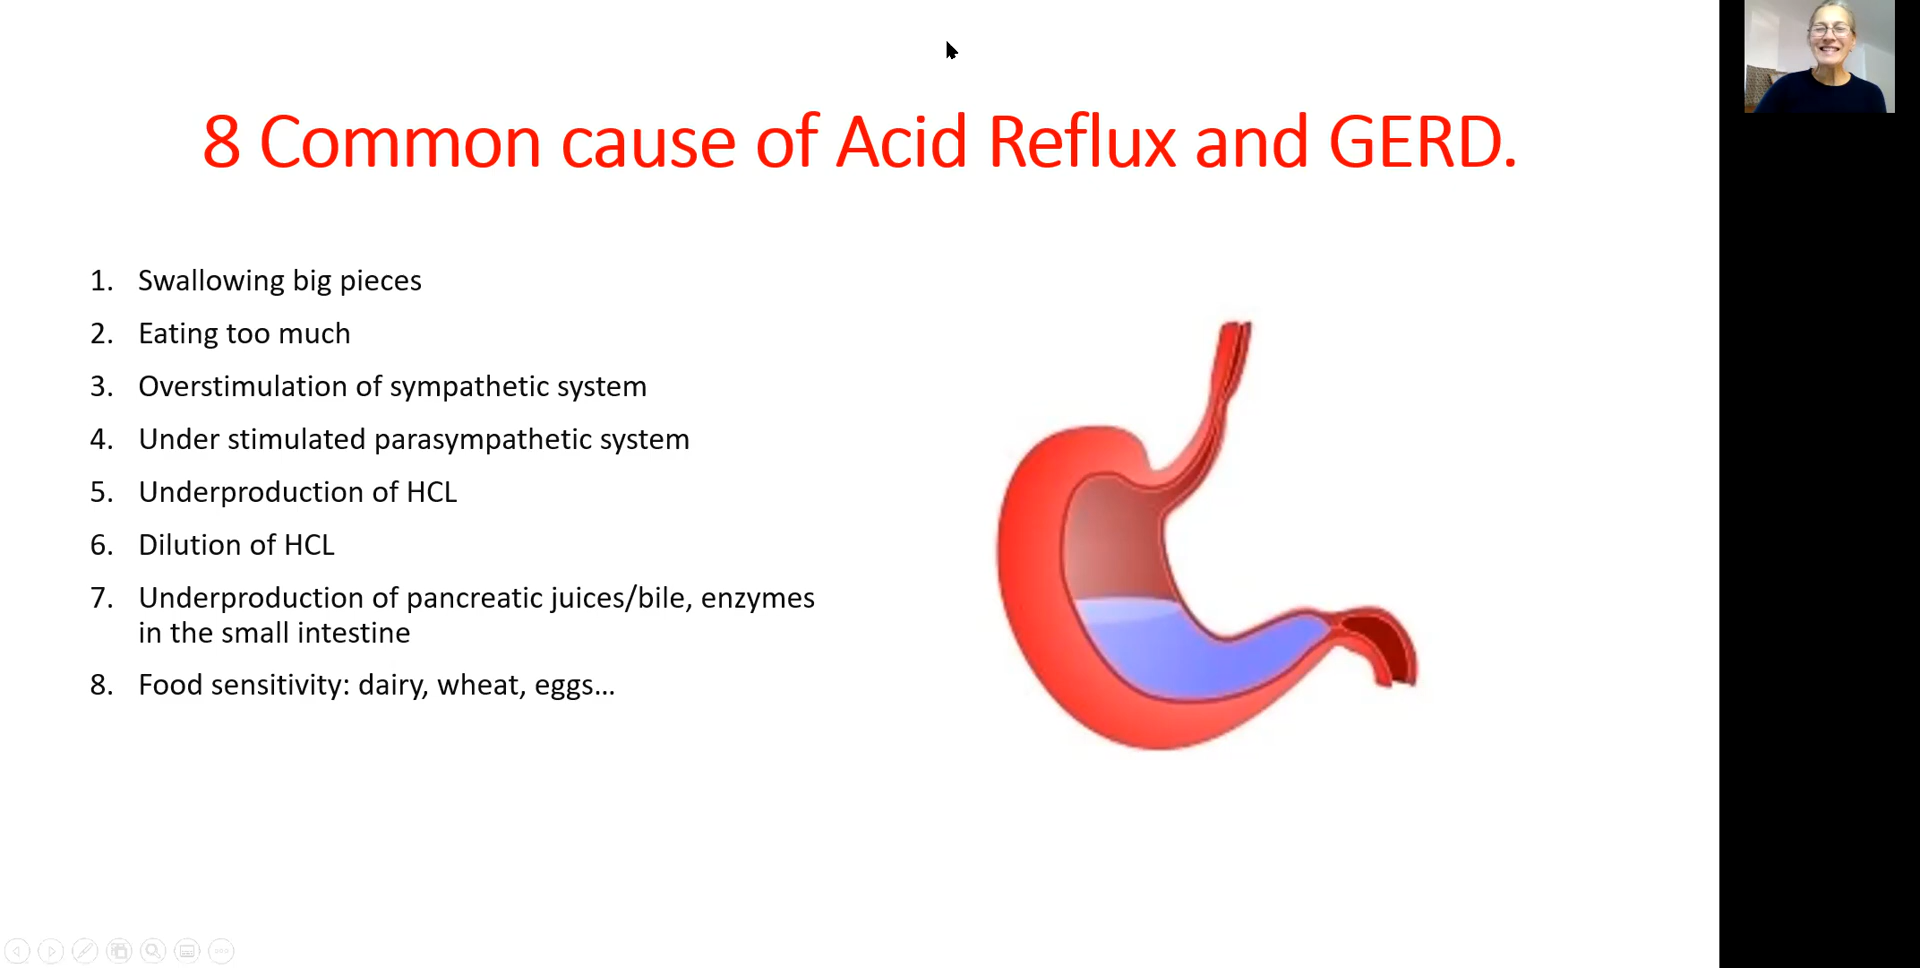 8 Common cause of Acid Reflux and GERD.
1. Swallowing big pieces
2. Eating too much
3. Overstimulation of sympathetic system
4. Under stimulated parasympathetic system
5. Underproduction of HCL
6. Dilution of HCL
7. Underproduction of pancreatic juices/bile, enzymes
in the small intestine
8. Food sensitivity: dairy, wheat, eggs...